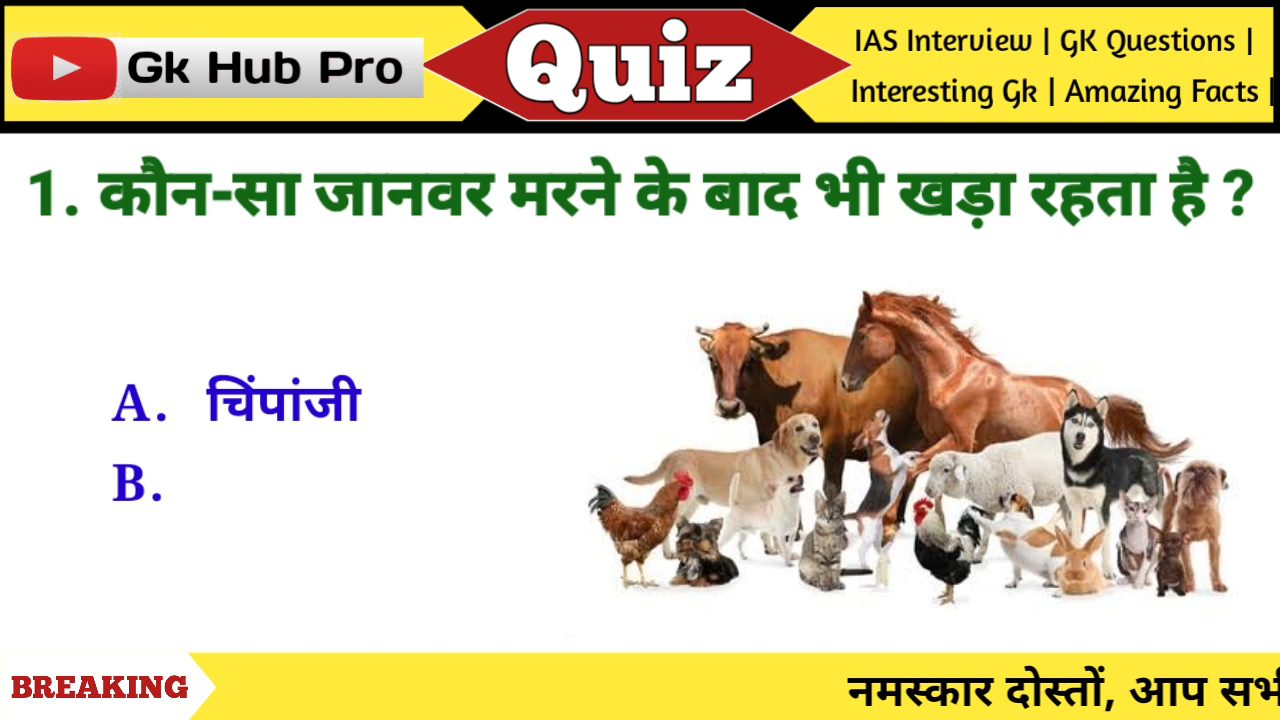 Gk Hub Pro
Quiz
IAS Interview | GK Questions |
Interesting Gk | Amazing Facts |
1. कौन-सा जानवर मरने के बाद भी खड़ा रहता है ?
A. चिंपांजी
B.
BREAKING
नमस्कार दोस्तों, आप सभी